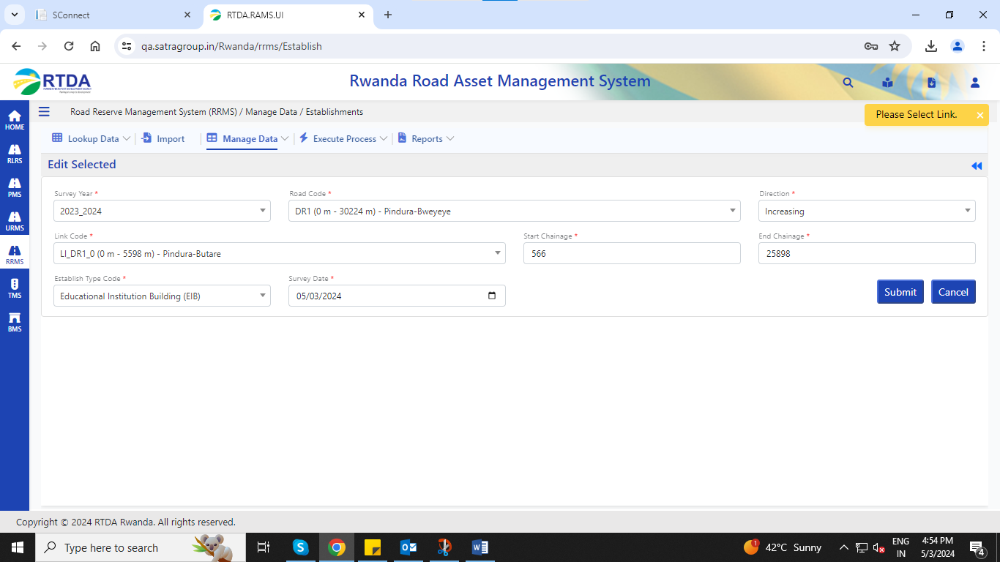 SConnect
RTDA.RAMS.UI
qa.satragroup.in/Rwanda/rrms/Establish
RTDA
Rwanda Road Asset Management System
HOME
RLRS
PMS
URMS
RRMS
TMS
BMS
Road Reserve Management System (RRMS) / Manage Data / Establishments
Please Select Link.
Lookup Data
Import
Manage Data
Execute Process
Reports
Edit Selected
Survey Year *
Road Code *
Direction *
2023_2024
DR1 (0 m - 30224 m) - Pindura-Bweyeye
Increasing
Link Code *
Start Chainage *
End Chainage *
LI_DR1_0 (0 m - 5598 m) - Pindura-Butare
566
25898
Establish Type Code *
Survey Date *
Educational Institution Building (EIB)
05/03/2024
Submit
Cancel
Copyright © 2024 RTDA Rwanda. All rights reserved.
Type here to search
1
42°C Sunny
ENG
IN
4:54 PM
5/3/2024
4